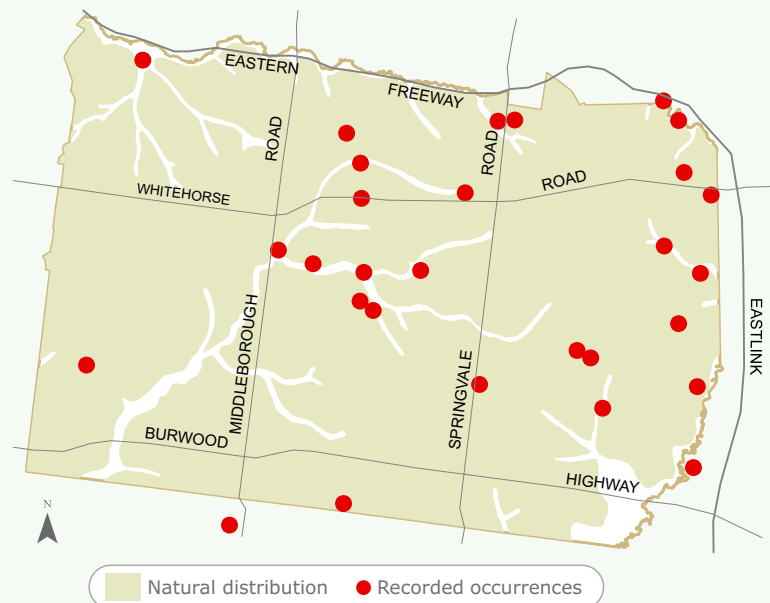 EASTERN
FREEWAY
ROAD
ROAD
WHITEHORSE
ROAD
MIDDLEBOROUGH
SPRINGVALE
EASTLINK
BURWOOD
HIGHWAY
N
Natural distribution
Recorded occurrences